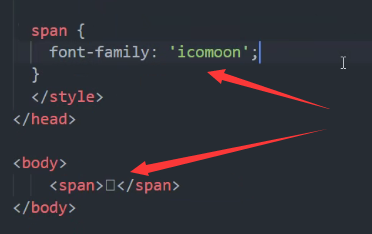 span {
font-family: 'icomoon';
}
</style>
</head>
<body>
<span></span>
</body>